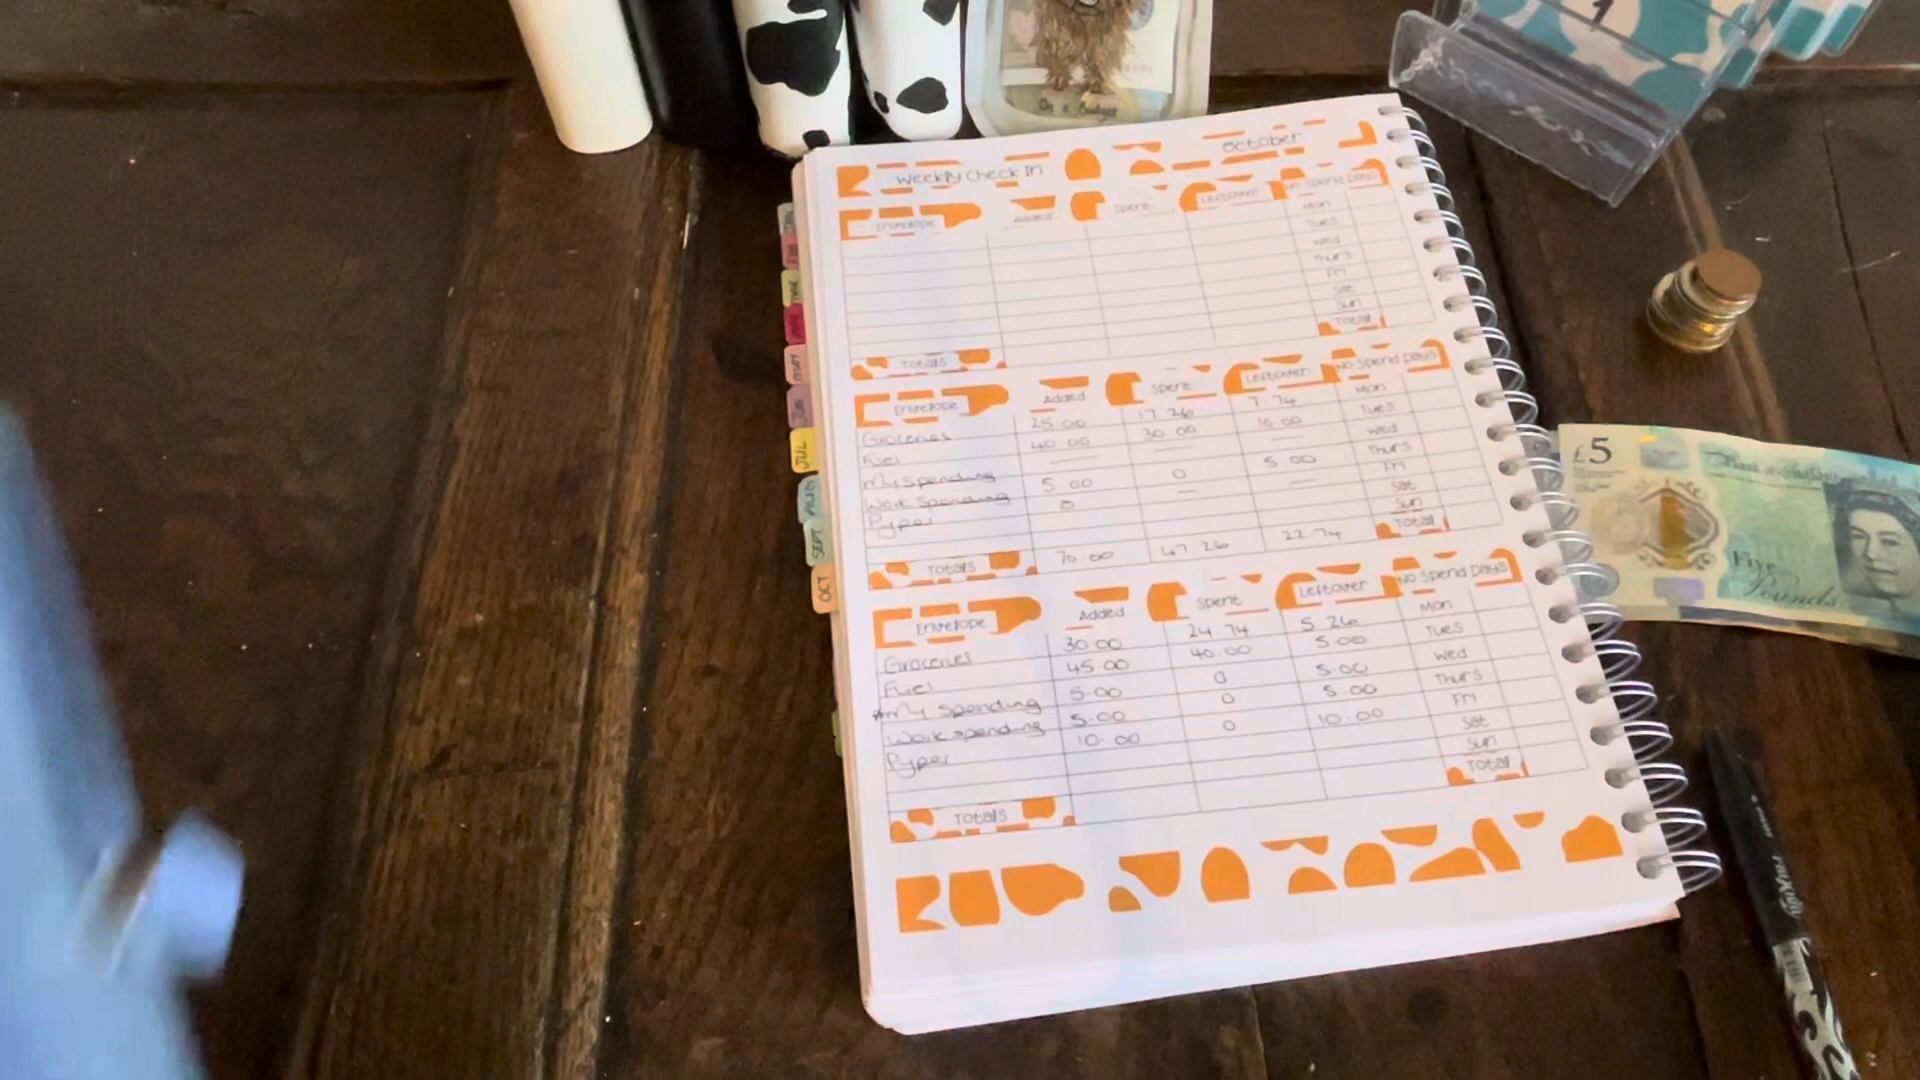 1
On a Budget
Weekly Check In October
Envelope Added Spent Leftover No Spend Days
Mon
Tues
Wed
Thurs
Fri
Sat
Sun
Totals Total
Envelope Added Spent Leftover No Spend Days
Groceries 25.00 17.26 7.74 Mon
Fuel 40.00 30.00 10.00 Tues
My Spending — — — Wed
Work Spending 5.00 0 5.00 Thurs
Pyper 0 — — Fri
Sat
Sun
Totals 70.00 47.26 22.74 Total
Envelope Added Spent Leftover No Spend Days
Groceries 30.00 24.74 5.26 Mon
Fuel 45.00 40.00 5.00 Tues
*My Spending 5.00 0 5.00 Wed
Work spending 5.00 0 5.00 Thurs
Pyper 10.00 0 10.00 Fri
Sat
Sun
Totals Total
JUL
AUG
SEPT
OCT
£5
Five
Pounds